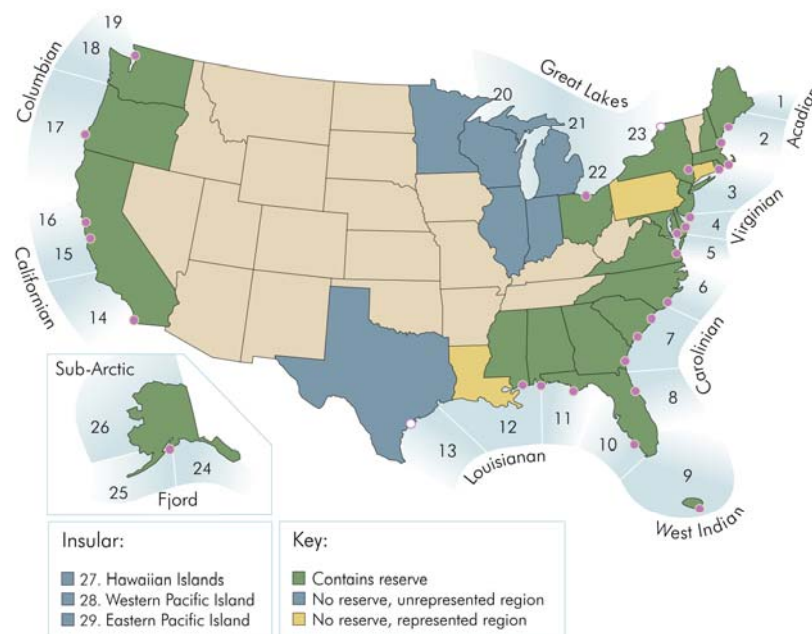 19
18
Columbian
17
16
15
Californian
14
20
Great Lakes
21
22
23
1
Acadian
2
3
Virginian
4
5
6
7
Carolinian
8
9
West Indian
10
11
12
Louisianan
13
Sub-Arctic
26
25
24
Fjord
Insular:
27. Hawaiian Islands
28. Western Pacific Island
29. Eastern Pacific Island
Key:
Contains reserve
No reserve, unrepresented region
No reserve, represented region